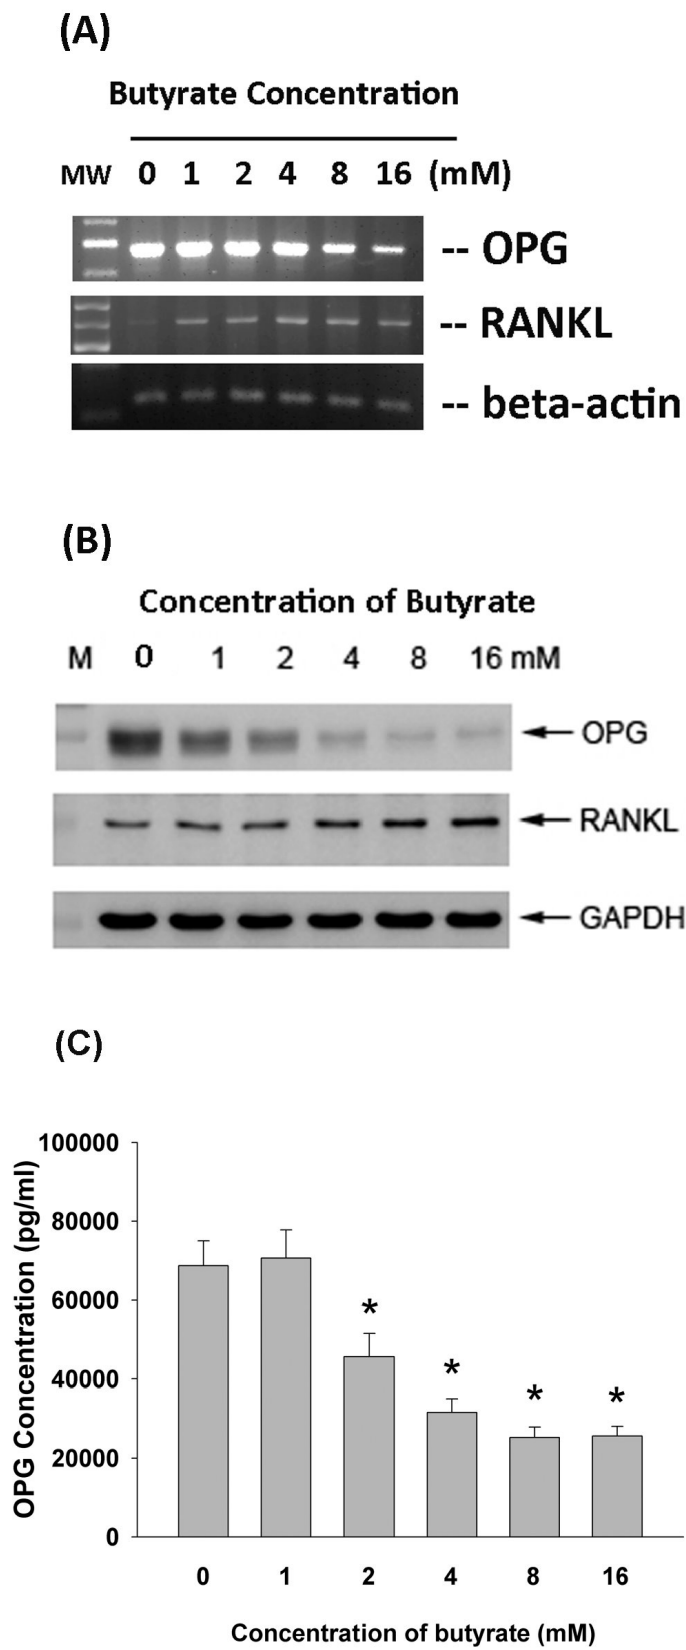 (A)
Butyrate Concentration
MW 0 1 2 4 8 16 (mM)
-- OPG
-- RANKL
-- beta-actin
(B)
Concentration of Butyrate
M 0 1 2 4 8 16 mM
OPG
RANKL
GAPDH
(C)
OPG Concentration (pg/ml)
100000
80000
60000
40000
20000
0
* * * *
0 1 2 4 8 16
Concentration of butyrate (mM)